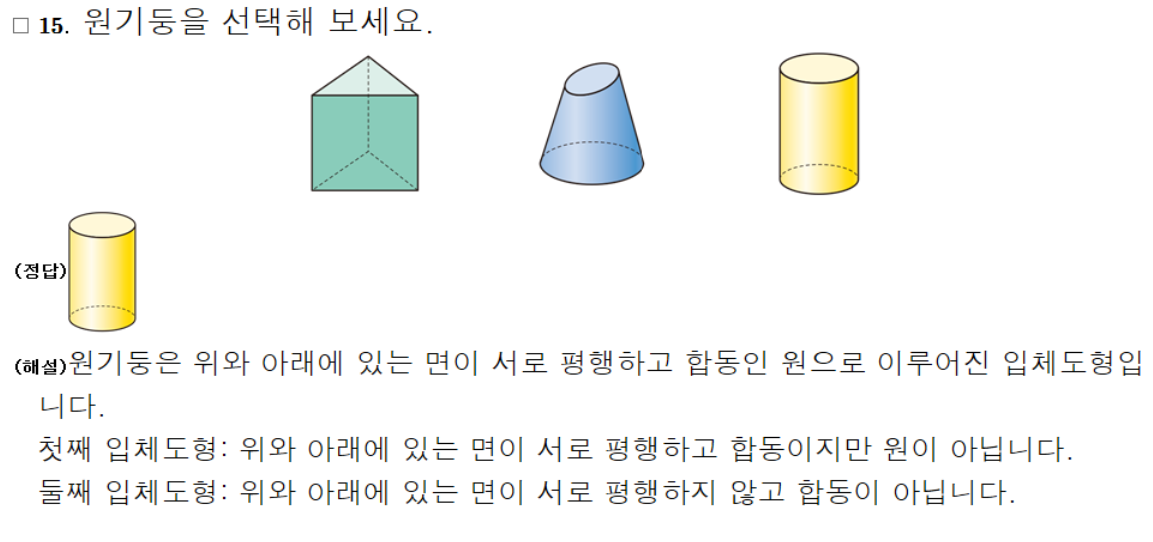 □ 15. 원기둥을 선택해 보세요.
(정답)
(해설)원기둥은 위와 아래에 있는 면이 서로 평행하고 합동인 원으로 이루어진 입체도형입
니다.
첫째 입체도형: 위와 아래에 있는 면이 서로 평행하고 합동이지만 원이 아닙니다.
둘째 입체도형: 위와 아래에 있는 면이 서로 평행하지 않고 합동이 아닙니다.